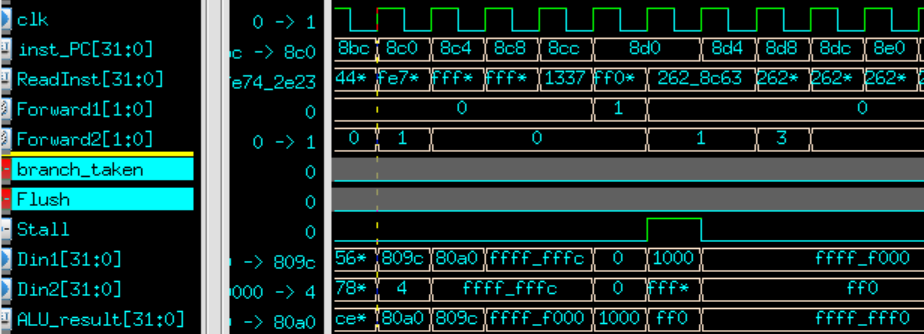 clk 0 -> 1
inst_PC[31:0] bc -> 8c0 8bc 8c0 8c4 8c8 8cc 8d0 8d4 8d8 8dc 8e0
ReadInst[31:0] fe74_2e23 44* fe7* fff* fff* 1337 ff0* 262_8c63 262* 262* 262*
Forward1[1:0] 0 0 1 0
Forward2[1:0] 0 -> 1 0 1 0 1 3
branch_taken 0
Flush 0
Stall 0
Din1[31:0] -> 809c 56* 809c 80a0 ffff_fffc 0 1000 ffff_f000
Din2[31:0] 000 -> 4 78* 4 ffff_fffc 0 fff* ff0
ALU_result[31:0] -> 80a0 ce* 80a0 809c ffff_f000 1000 ff0 ffff_fff0